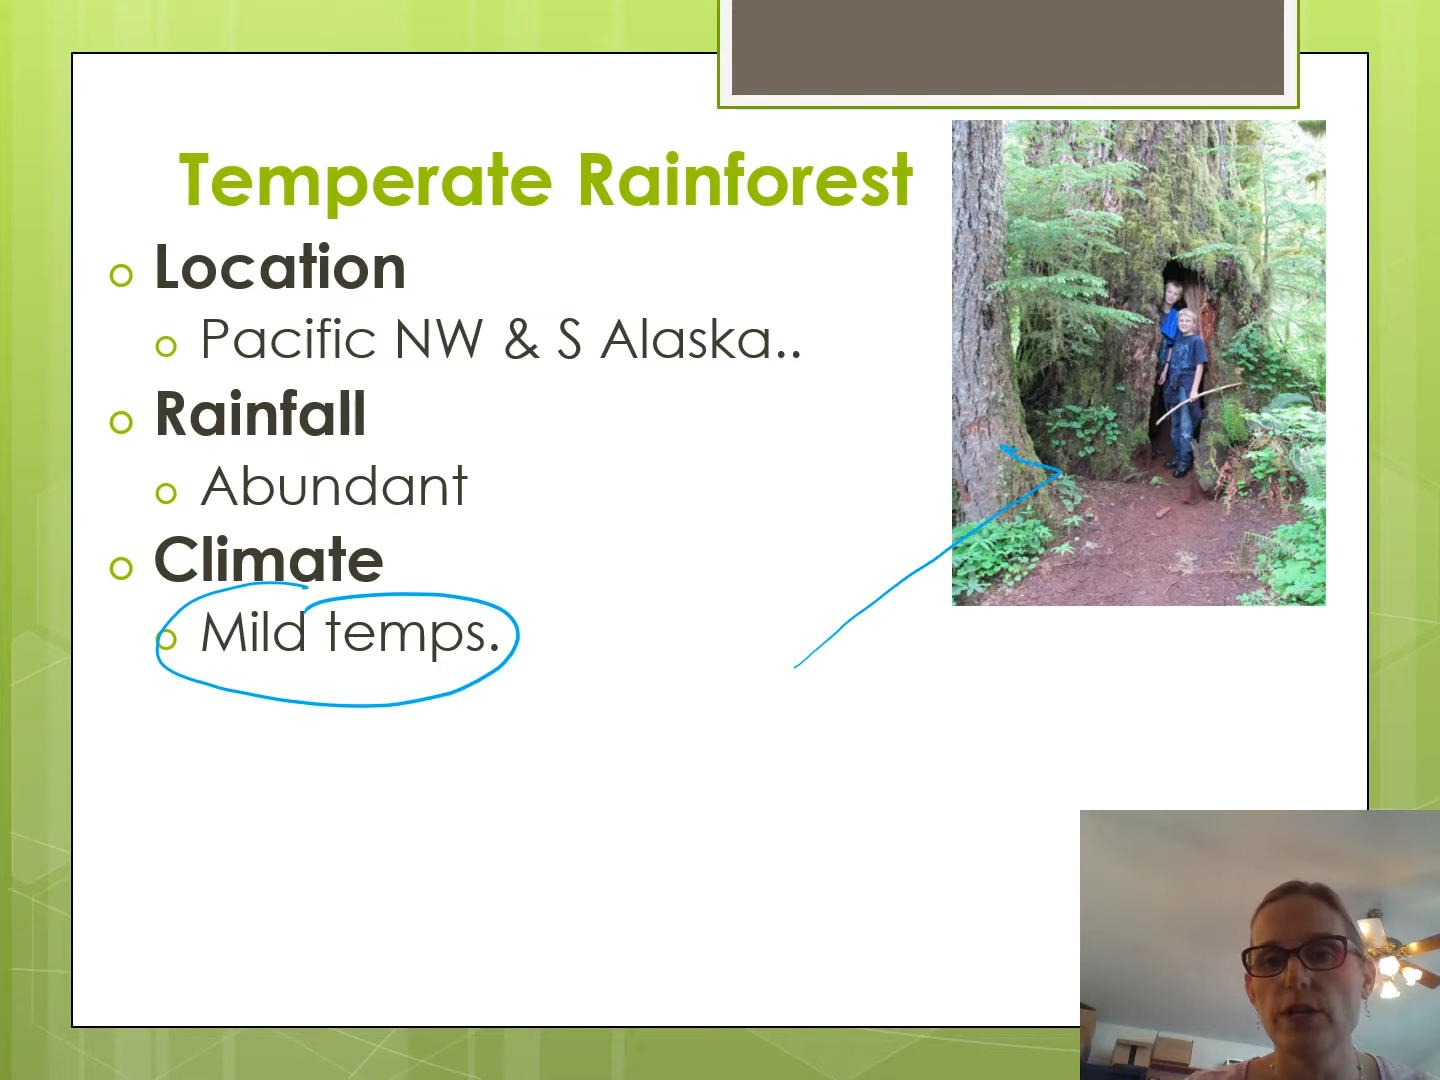 Temperate Rainforest
Location
Pacific NW & S Alaska..
Rainfall
Abundant
Climate
Mild temps.